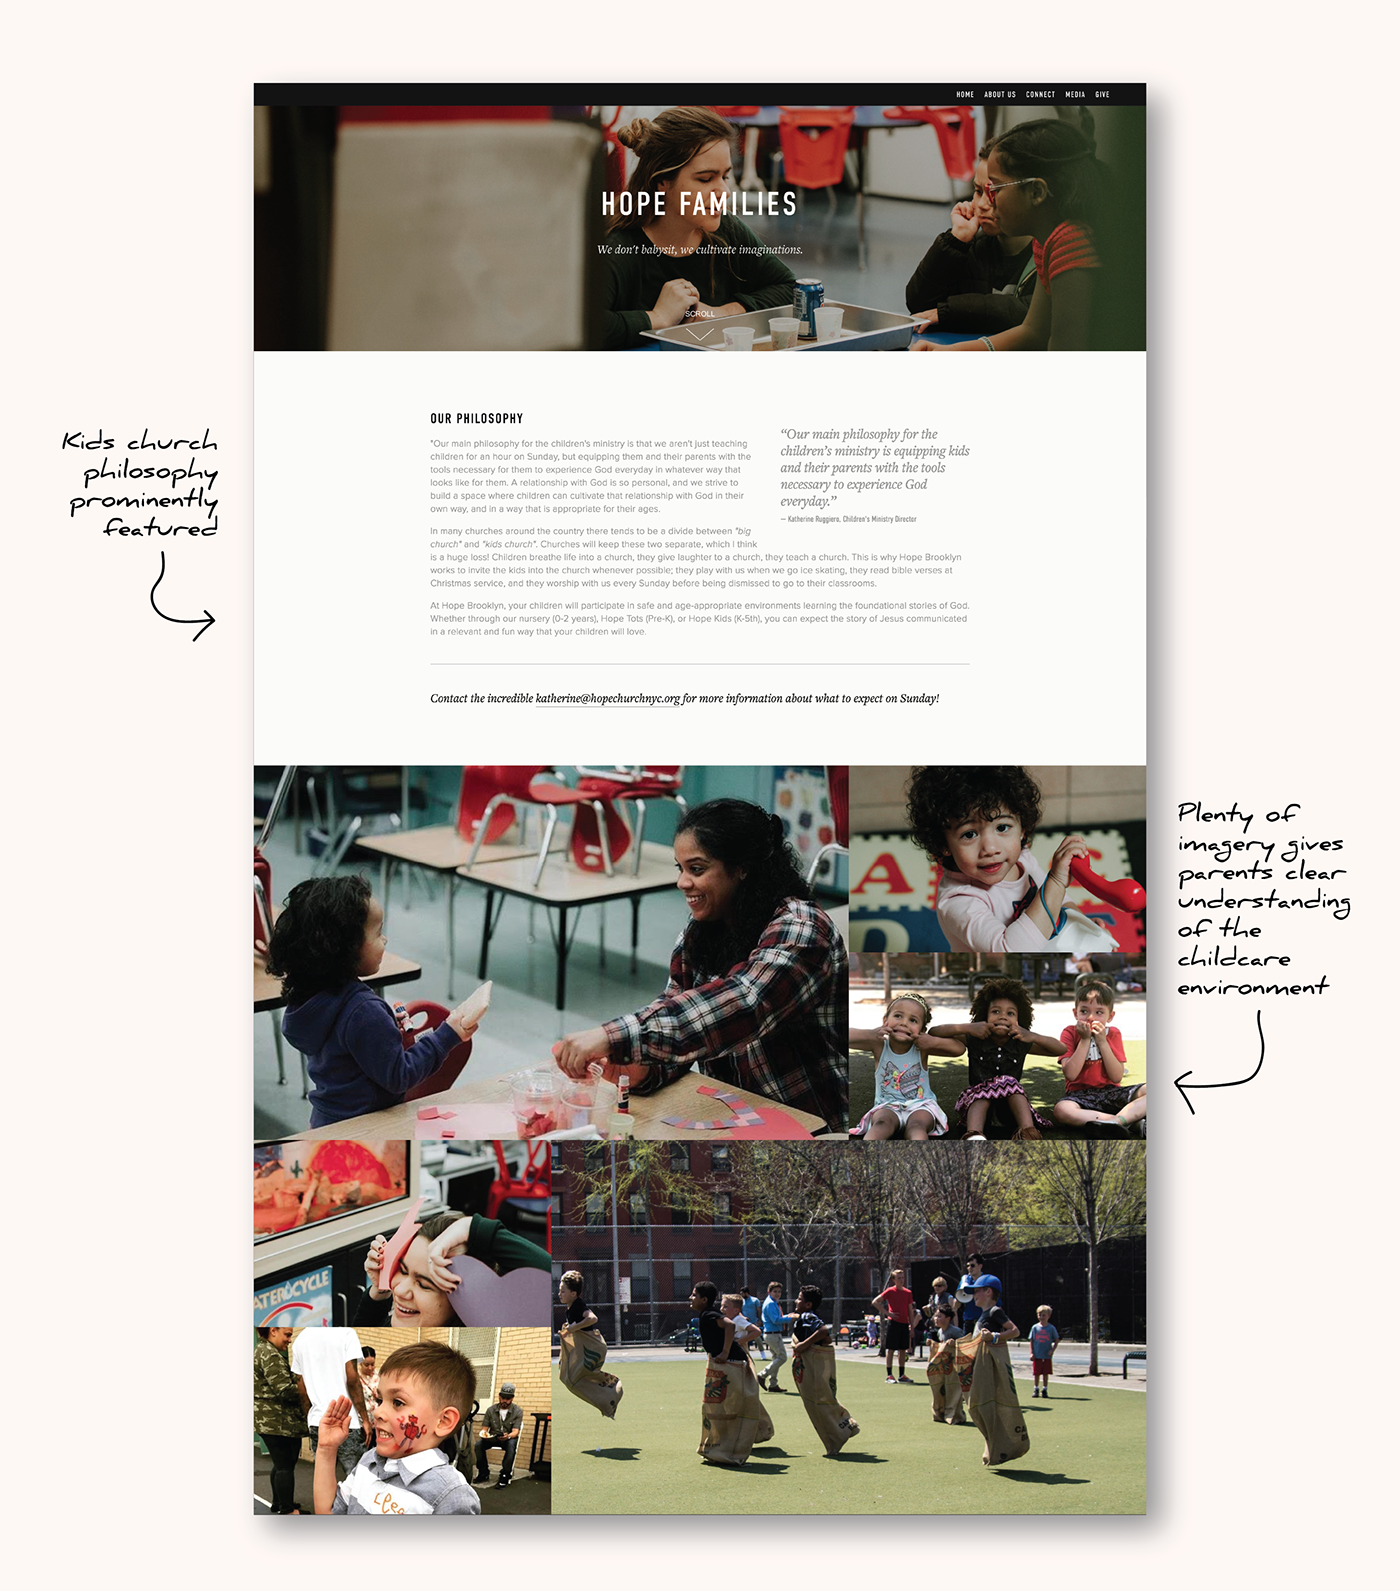 HOME ABOUT US CONNECT MEDIA GIVE
HOPE FAMILIES
We don't babysit, we cultivate imaginations.
SCROLL
Kids church
philosophy
prominently
featured
OUR PHILOSOPHY
"Our main philosophy for the children's ministry is that we aren't just teaching
children for an hour on Sunday, but equipping them and their parents with the
tools necessary for them to experience God everyday in whatever way that
looks like for them. A relationship with God is so personal, and we strive to
build a space where children can cultivate that relationship with God in their
own way, and in a way that is appropriate for their ages.
“Our main philosophy for the
children’s ministry is equipping kids
and their parents with the tools
necessary to experience God
everyday.”
— Katherine Ruggiero, Children's Ministry Director
In many churches around the country there tends to be a divide between "big
church" and "kids church". Churches will keep these two separate, which I think
is a huge loss! Children breathe life into a church, they give laughter to a church, they teach a church. This is why Hope Brooklyn
works to invite the kids into the church whenever possible; they play with us when we go ice skating, they read bible verses at
Christmas service, and they worship with us every Sunday before being dismissed to go to their classrooms.
At Hope Brooklyn, your children will participate in safe and age-appropriate environments learning the foundational stories of God.
Whether through our nursery (0-2 years), Hope Tots (Pre-K), or Hope Kids (K-5th), you can expect the story of Jesus communicated
in a relevant and fun way that your children will love.
Contact the incredible katherine@hopechurchnyc.org for more information about what to expect on Sunday!
Plenty of
imagery gives
parents clear
understanding
of the
childcare
environment
A
D
ATER CYCLE